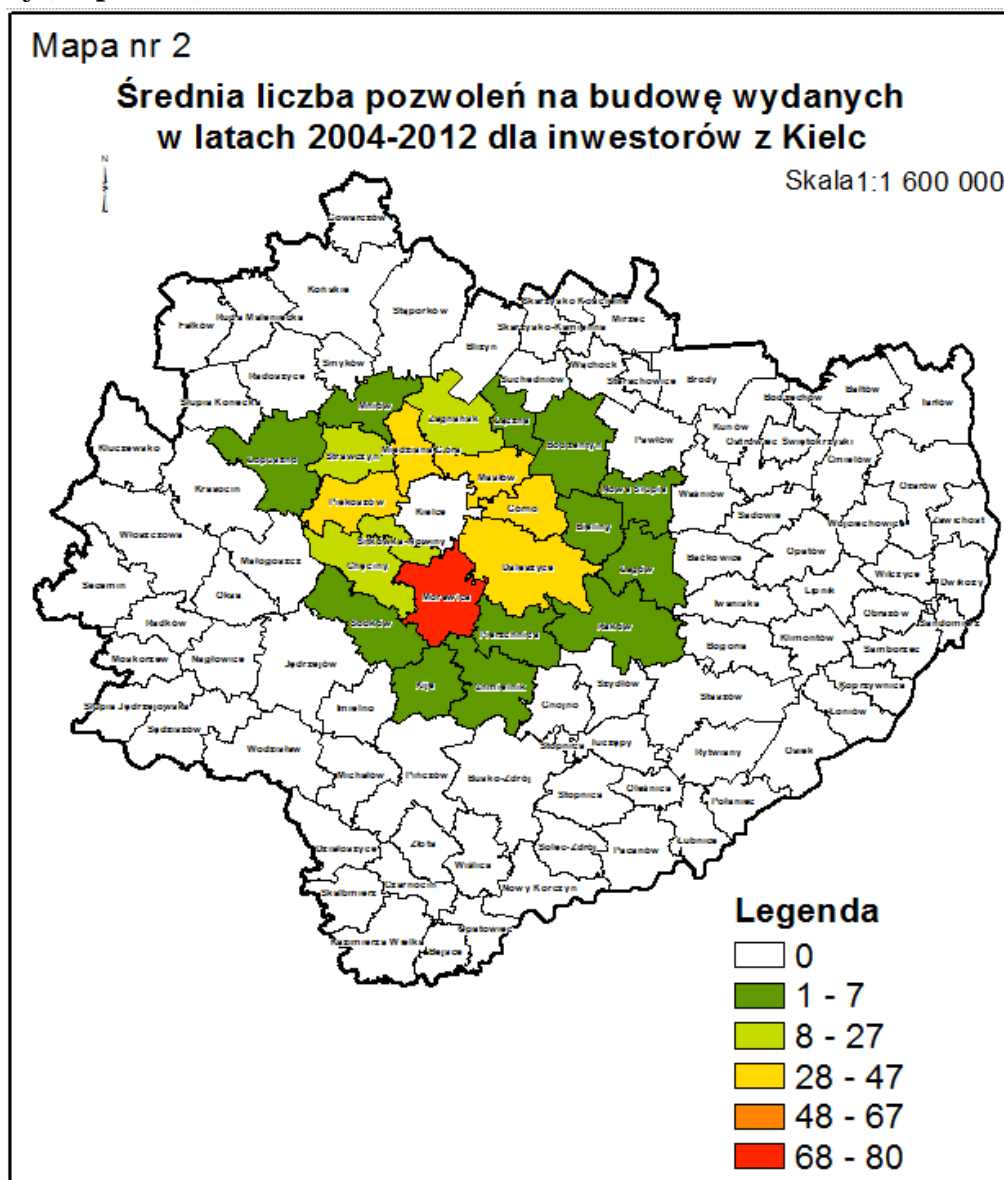 Mapa nr 2
Średnia liczba pozwoleń na budowę wydanych
w latach 2004-2012 dla inwestorów z Kielc
N
Skala1:1 600 000
Gowarczów
Końskie
Stąporków
Ruda Maleniecka
Fałków
Skarżysko Kościelne
Mirzec
Skarżysko-Kamienna
Bliżyn
Smyków
Radoszyce
Wąchock
Suchedniów
Starachowice
Brody
Bałtów
Bodzechów
Tarłów
Słupia Konecka
Mniów
Zagnańsk
Łączna
Bodzentyn
Pawłów
Kunów
Ostrowiec Świętokrzyski
Ćmielów
Kluczewsko
Łopuszno
Strawczyn
Miedziana Góra
Krasocin
Masłów
Nowa Słupia
Waśniów
Ożarów
Piekoszów
Kielce
Górno
Sadowie
Wojciechowice
Zawichost
Bieliny
Włoszczowa
Sitkówka-Nowiny
Małogoszcz
Chęciny
Daleszyce
Łagów
Baćkowice
Opatów
Wilczyce
Dwikozy
Secemin
Oksa
Morawica
Iwaniska
Lipnik
Obrazów
Sandomierz
Radków
Sobków
Pierzchnica
Raków
Bogoria
Klimontów
Samborzec
Moskorzew
Nagłowice
Jędrzejów
Kije
Chmielnik
Szydłów
Staszów
Koprzywnica
Łoniów
Słupia Jędrzejowska
Imielno
Gnojno
Sędziszów
Wodzisław
Stopnica
Tuczępy
Rytwiany
Osiek
Michałów
Pińczów
Busko-Zdrój
Stopnica
Oleśnica
Połaniec
Działoszyce
Złota
Wiślica
Solec-Zdrój
Pacanów
Łubnice
Skalbmierz
Czarnocin
Nowy Korczyn
Opatowiec
Kazimierza Wielka
Bejsce
Legenda
0
1 - 7
8 - 27
28 - 47
48 - 67
68 - 80